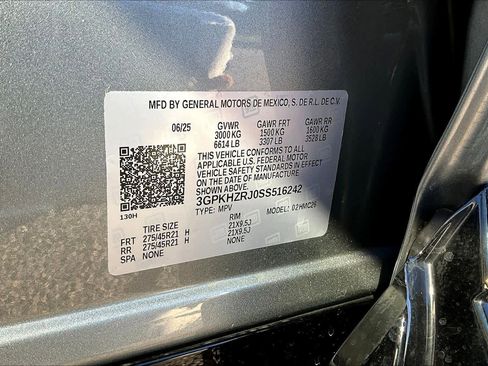 MFD BY GENERAL MOTORS DE MEXICO, S. DE R.L. DE C.V.
06/25 GVWR GAWR FRT GAWR RR
3000 KG 1500 KG 1600 KG
6614 LB 3307 LB 3528 LB
THIS VEHICLE CONFORMS TO ALL
APPLICABLE U.S. FEDERAL MOTOR
VEHICLE SAFETY STANDARDS IN
EFFECT ON THE DATE OF MANUFACTURE
SHOWN ABOVE.
3GPKHZRJ0SS516242
130H TYPE: MPV MODEL: 02HMC26
TIRE SIZE RIM
FRT 275/45R21 H 21X9.5J
RR 275/45R21 H 21X9.5J
SPA NONE NONE